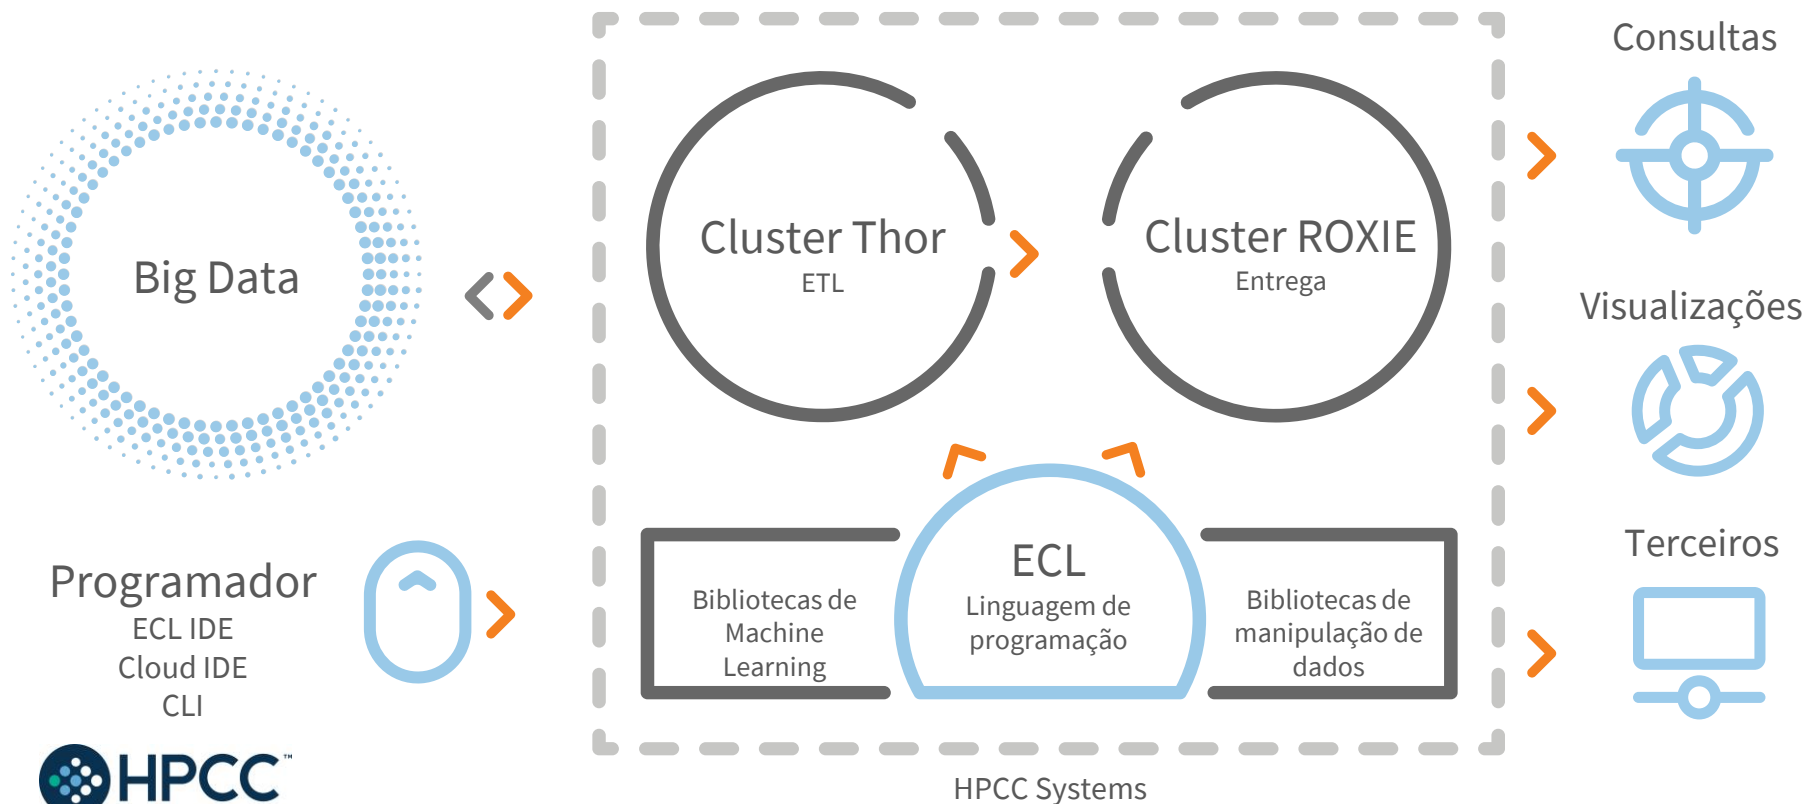 Big Data
Programador
ECL IDE
Cloud IDE
CLI
HPCC™
Cluster Thor
ETL
Cluster ROXIE
Entrega
Bibliotecas de
Machine
Learning
ECL
Linguagem de
programação
Bibliotecas de
manipulação de
dados
HPCC Systems
Consultas
Visualizações
Terceiros